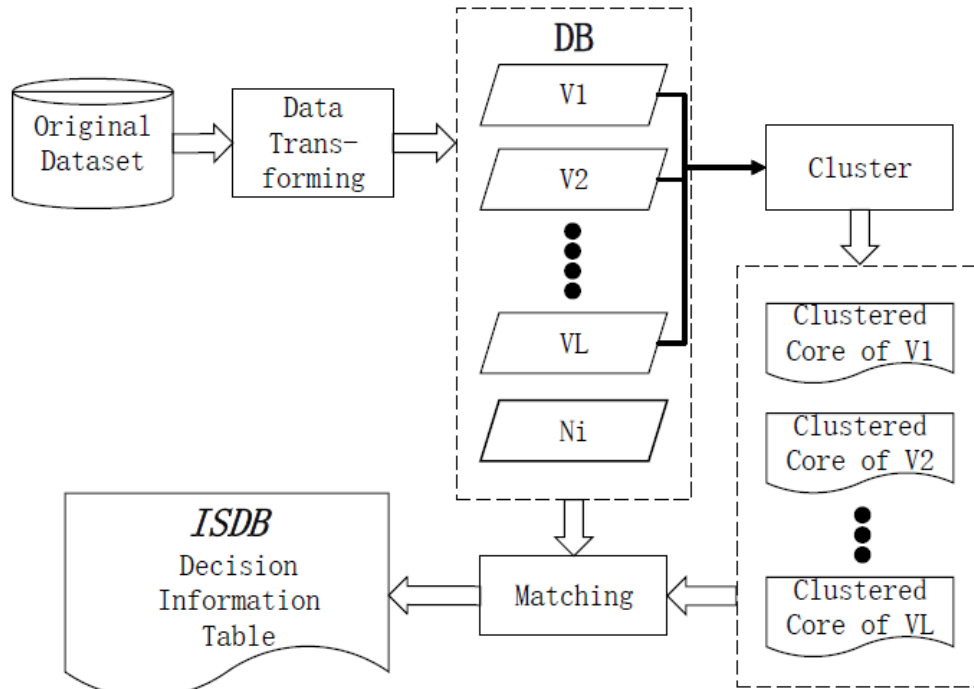 Original
Dataset
Data
Trans-
forming
DB
V1
V2
VL
Ni
Cluster
Clustered
Core of V1
Clustered
Core of V2
Clustered
Core of VL
Matching
ISDB
Decision
Information
Table